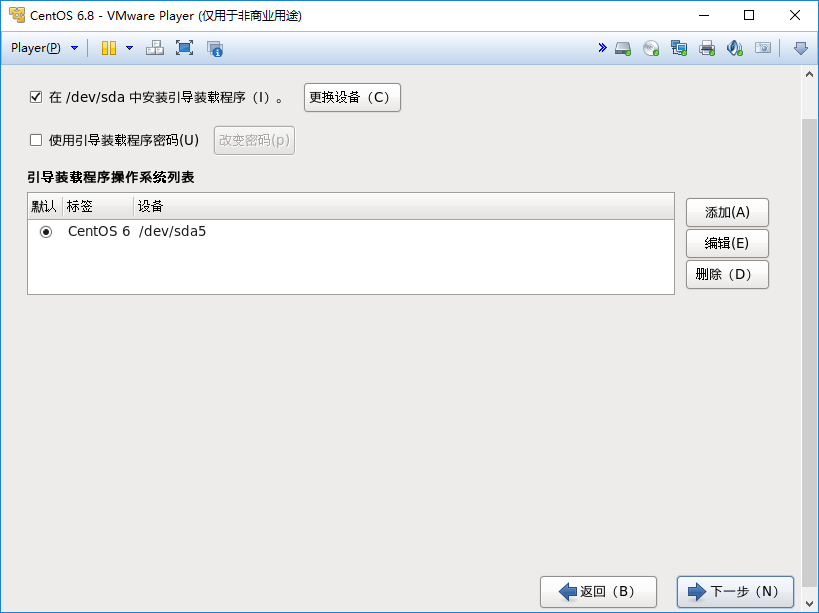 CentOS 6.8 - VMware Player (仅用于非商业用途)
Player(P)
在 /dev/sda 中安装引导装载程序（I）。 更换设备（C）
使用引导装载程序密码(U) 改变密码(p)
引导装载程序操作系统列表
默认 标签 设备
CentOS 6 /dev/sda5
添加(A)
编辑(E)
删除（D）
返回（B） 下一步（N）